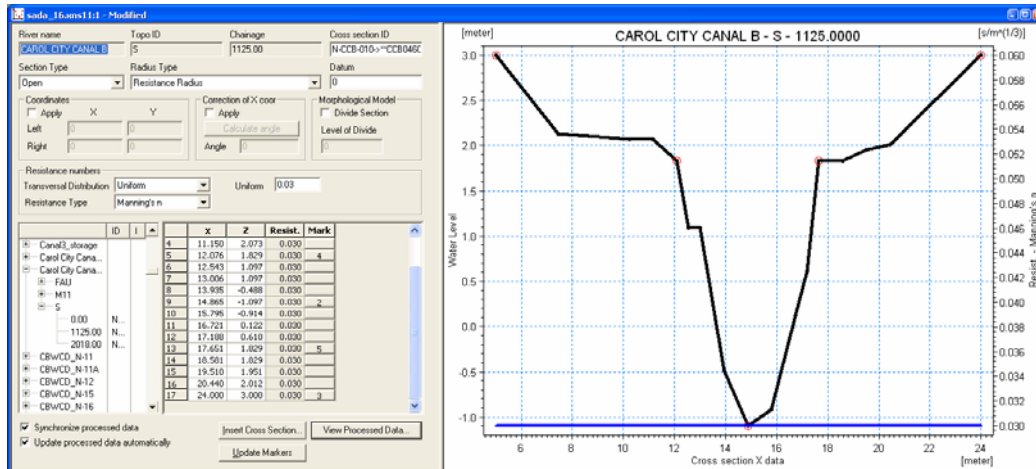 sada_16ams11:1 - Modified
River name Topo ID Chainage Cross section ID
CAROL CITY CANAL B S 1125.00 N-CCB-010->**CCB0460
Section Type Radius Type Datum
Open Resistance Radius 0
Coordinates Correction of X coor Morphological Model
Apply X Y Apply Divide Section
Left 0 0 Calculate angle Level of Divide
Right 0 0 Angle 0 0
Resistance numbers
Transversal Distribution Uniform Uniform 0.03
Resistance Type Manning's n
ID I
Canal3_storage
Carol City Cana...
Carol City Cana...
FAU
M11
S
0.00 N...
1125.00 N...
2018.00 N...
CBWCD_N-11
CBWCD_N-11A
CBWCD_N-12
CBWCD_N-15
CBWCD_N-16
X Z Resist. Mark
4 11.150 2.073 0.030
5 12.076 1.829 0.030 4
6 12.543 1.097 0.030
7 13.006 1.097 0.030
8 13.935 -0.488 0.030
9 14.865 -1.097 0.030 2
10 15.795 -0.914 0.030
11 16.721 0.122 0.030
12 17.188 0.610 0.030
13 17.651 1.829 0.030 5
14 18.581 1.829 0.030
15 19.510 1.951 0.030
16 20.440 2.012 0.030
17 24.000 3.000 0.030 3
Synchronize processed data
Update processed data automatically
Insert Cross Section... View Processed Data...
Update Markers
[meter] CAROL CITY CANAL B - S - 1125.0000 [s/m^(1/3)]
3.0
2.5
2.0
1.5
1.0
0.5
0.0
-0.5
-1.0
Water Level
0.060
0.058
0.056
0.054
0.052
0.050
0.048
0.046
0.044
0.042
0.040
0.038
0.036
0.034
0.032
0.030
Resist. - Manning's n
6 8 10 12 14 16 18 20 22 24
Cross section X data [meter]